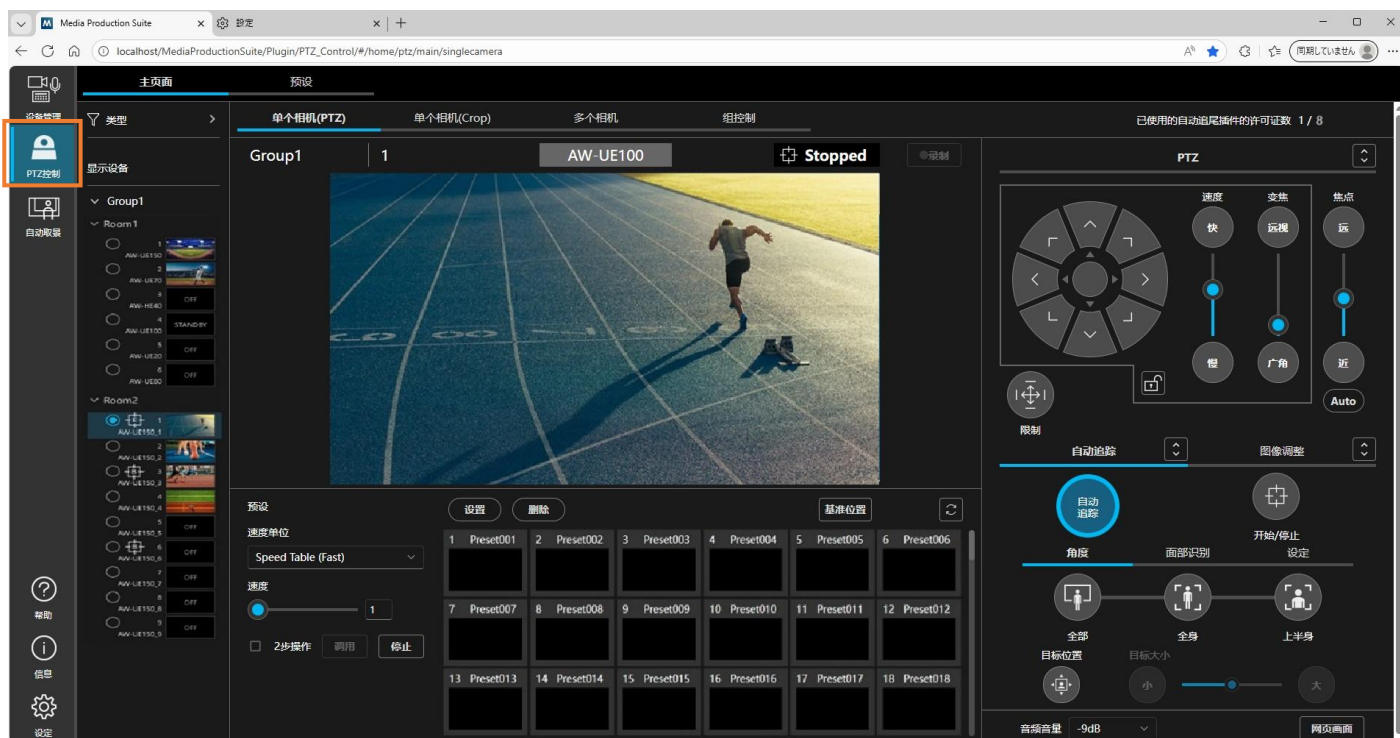 Media Production Suite
設定
localhost/MediaProductionSuite/Plugin/PTZ_Control/#/home/ptz/main/singlecamera
同期していません
设备管理
PTZ控制
自动取景
帮助
信息
设定
主页面 预设
类型
显示设备
Group1
Room1
1
AW-UE150
2
AW-UE70
3
AW-HE40
OFF
4
AW-UE100
STANDBY
5
AW-UE20
OFF
6
AW-UE80
OFF
Room2
1
AW-UE150_1
2
AW-UE150_2
3
AW-UE150_3
4
AW-UE150_4
5
AW-UE150_5
OFF
6
AW-UE150_6
OFF
7
AW-UE150_7
OFF
8
AW-UE150_8
OFF
9
AW-UE150_9
OFF
单个相机(PTZ) 单个相机(Crop) 多个相机 组控制
已使用的自动追尾插件的许可证数 1 / 8
Group1 1 AW-UE100 Stopped 录制
预设 设置 删除 基准位置
速度单位
Speed Table (Fast)
速度
1
2步操作 调用 停止
1 Preset001 2 Preset002 3 Preset003 4 Preset004 5 Preset005 6 Preset006
7 Preset007 8 Preset008 9 Preset009 10 Preset010 11 Preset011 12 Preset012
13 Preset013 14 Preset014 15 Preset015 16 Preset016 17 Preset017 18 Preset018
PTZ
速度 变焦 焦点
快 远视 远
慢 广角 近
Auto
限制
自动追踪 图像调整
自动
追踪
开始/停止
角度 面部识别 设定
全部 全身 上半身
目标位置 目标大小
小 大
音频音量 -9dB 网页画面